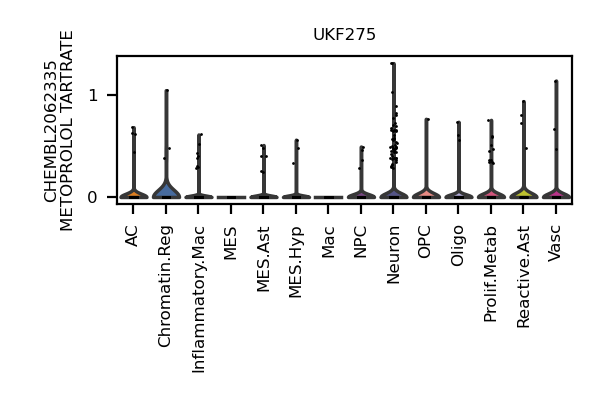 UKF275
CHEMBL2062335
METOPROLOL TARTRATE
1
0
AC
Chromatin.Reg
Inflammatory.Mac
MES
MES.Ast
MES.Hyp
Mac
NPC
Neuron
OPC
Oligo
Prolif.Metab
Reactive.Ast
Vasc